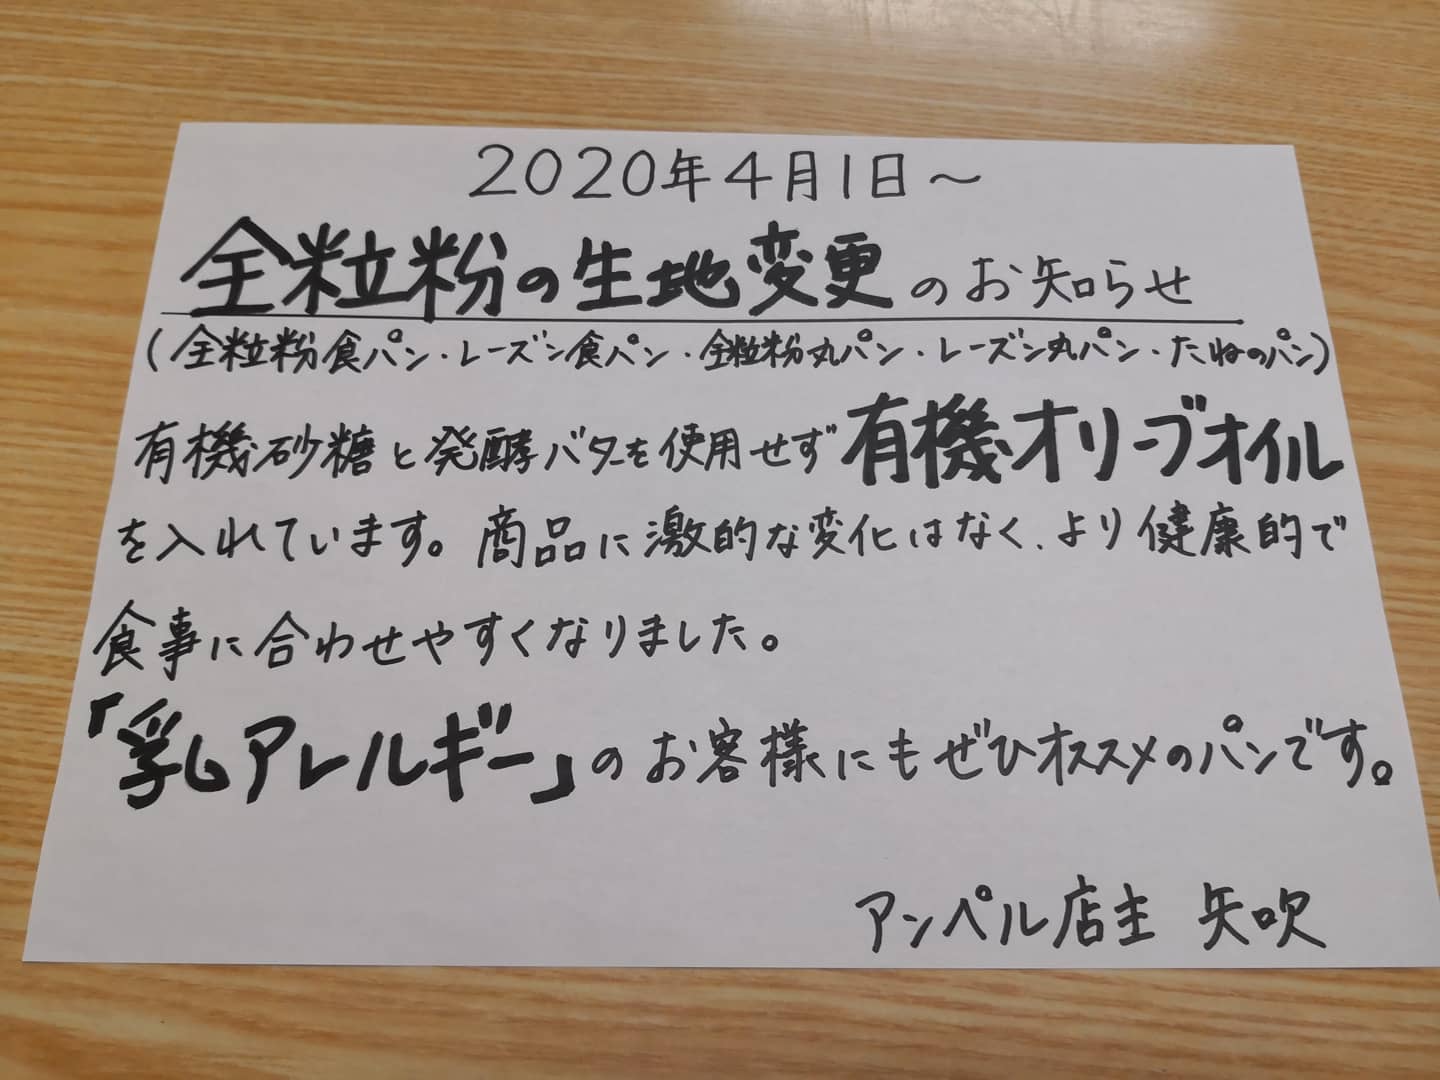 2020年4月1日～
全粒粉の生地変更のお知らせ
(全粒粉食パン・レーズン食パン・全粒粉丸パン・レーズン丸パン・たねのパン)
有機砂糖と発酵バターを使用せず有機オリーブオイル
を入れています。商品に激的な変化はなく、より健康的で
食事に合わせやすくなりました。
「乳アレルギー」のお客様にもぜひオススメのパンです。
アンペル店主 矢吹